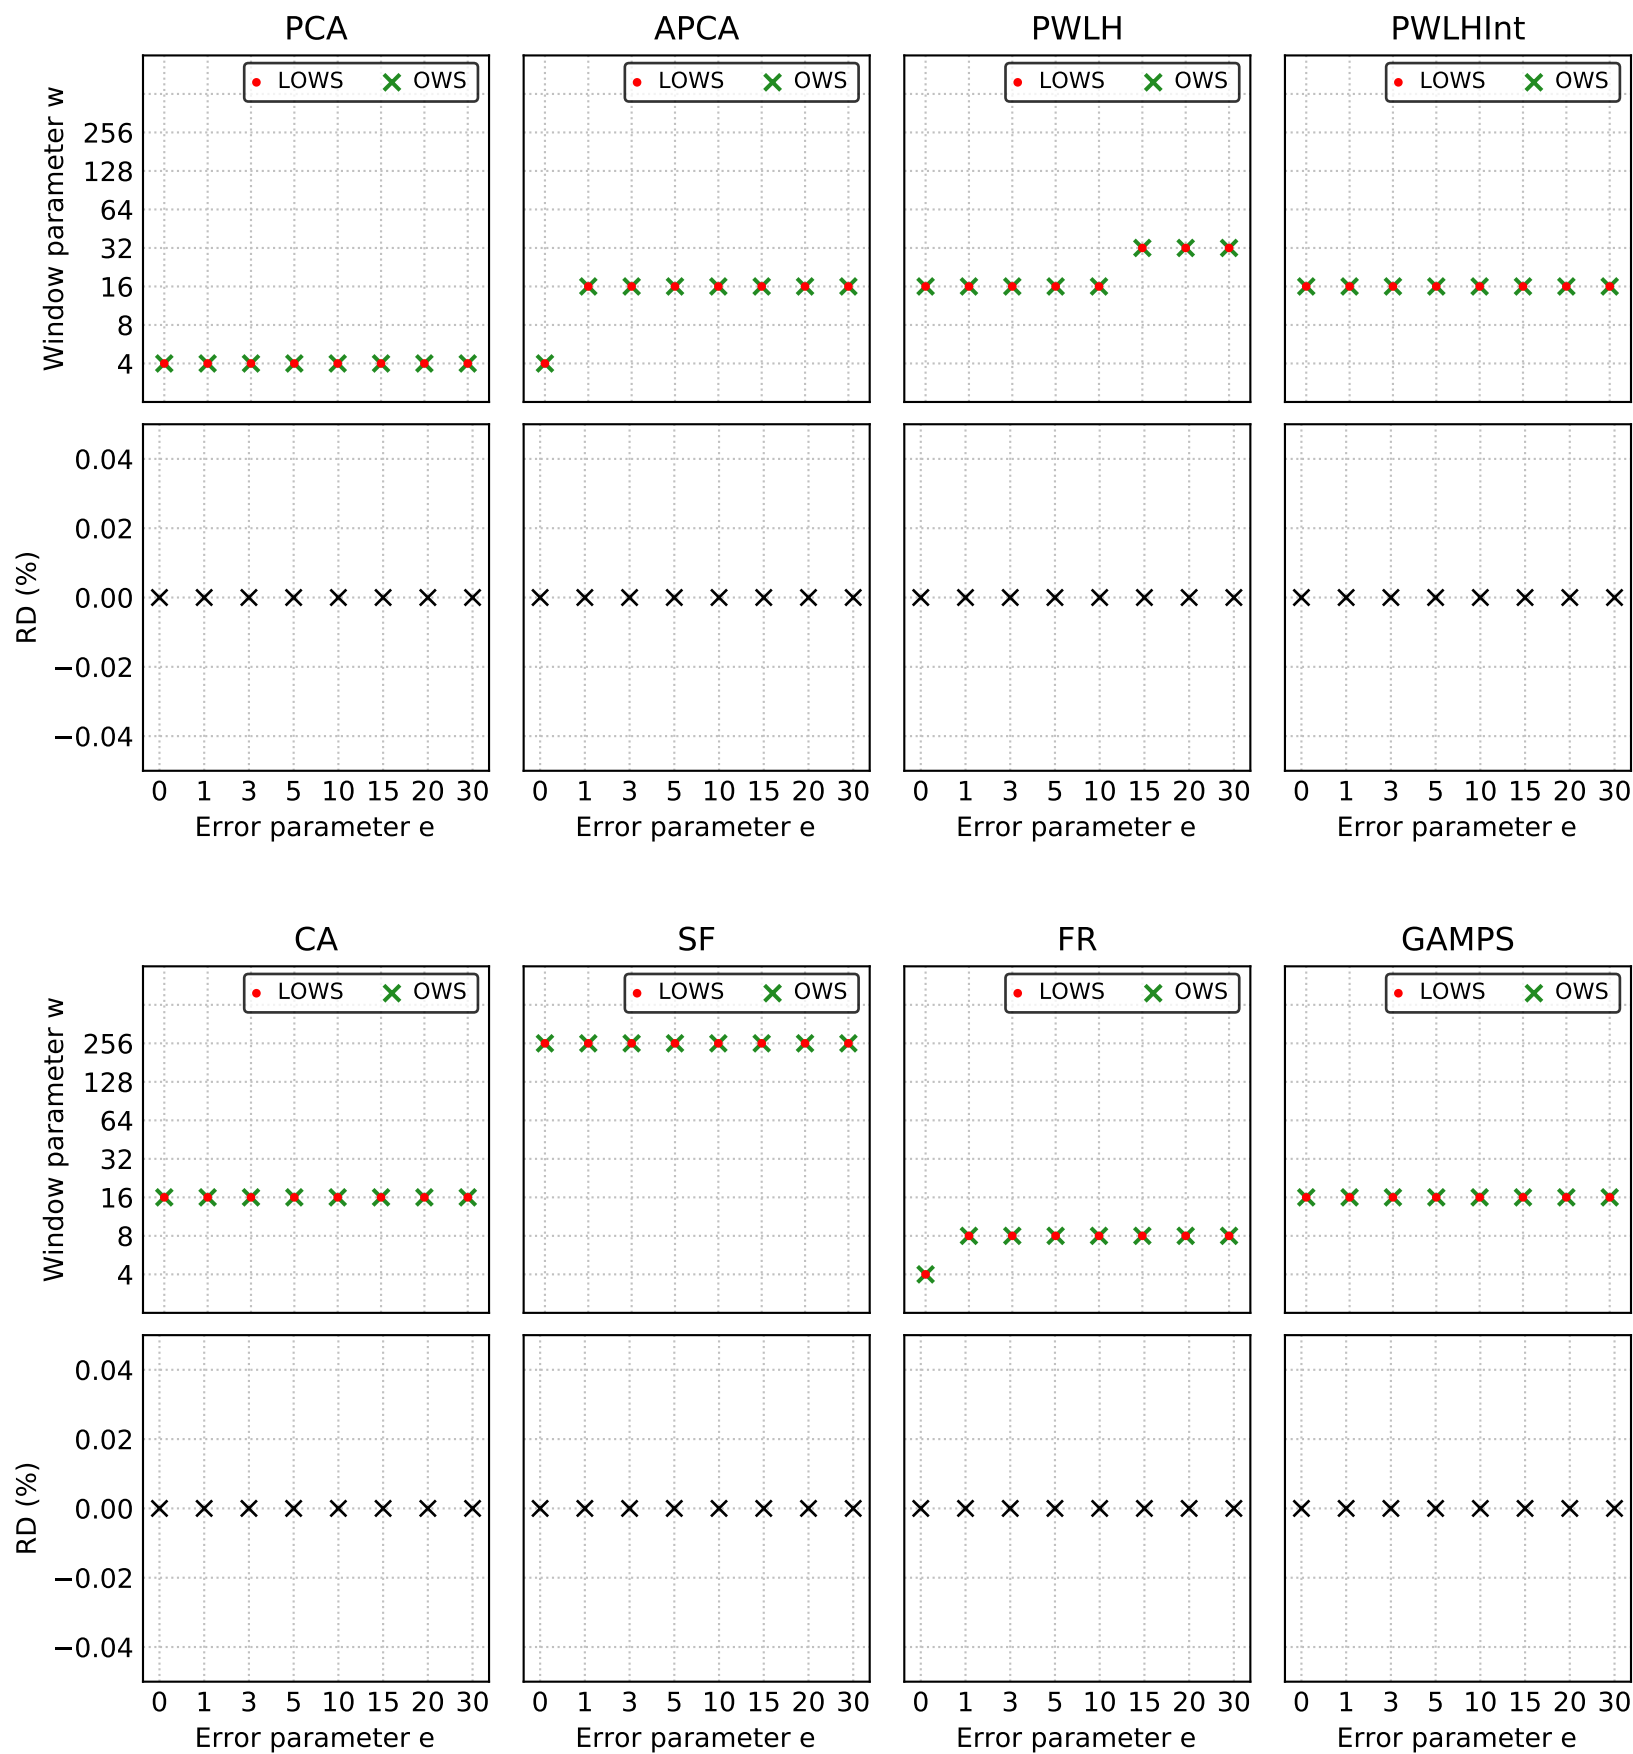 PCA APCA PWLH PWLHInt
LOWS OWS LOWS OWS LOWS OWS LOWS OWS
Window parameter w
256
128
64
32
16
8
4
RD (%)
0.04
0.02
0.00
−0.02
−0.04
0 1 3 5 10 15 20 30 0 1 3 5 10 15 20 30 0 1 3 5 10 15 20 30 0 1 3 5 10 15 20 30
Error parameter e Error parameter e Error parameter e Error parameter e
CA SF FR GAMPS
LOWS OWS LOWS OWS LOWS OWS LOWS OWS
Window parameter w
256
128
64
32
16
8
4
RD (%)
0.04
0.02
0.00
−0.02
−0.04
0 1 3 5 10 15 20 30 0 1 3 5 10 15 20 30 0 1 3 5 10 15 20 30 0 1 3 5 10 15 20 30
Error parameter e Error parameter e Error parameter e Error parameter e